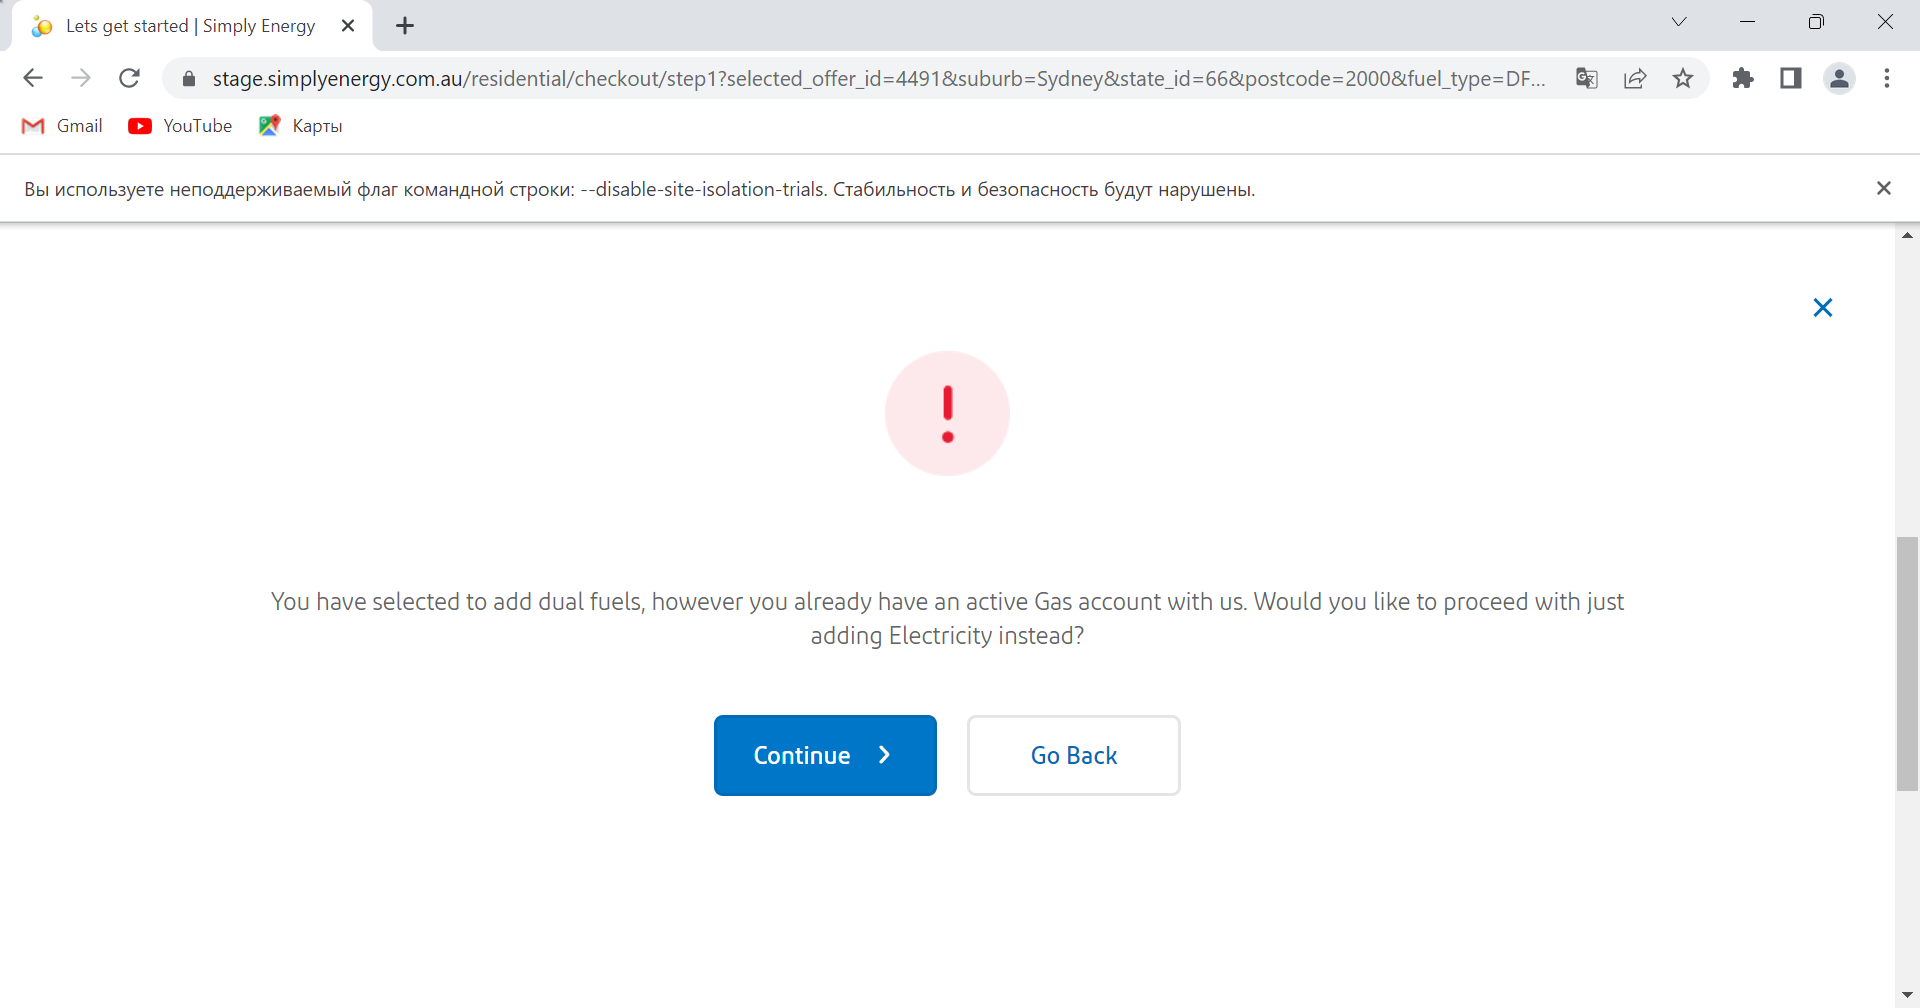 Lets get started | Simply Energy
stage.simplyenergy.com.au/residential/checkout/step1?selected_offer_id=4491&suburb=Sydney&state_id=66&postcode=2000&fuel_type=DF...
Gmail YouTube Карты
Вы используете неподдерживаемый флаг командной строки: --disable-site-isolation-trials. Стабильность и безопасность будут нарушены.
You have selected to add dual fuels, however you already have an active Gas account with us. Would you like to proceed with just
adding Electricity instead?
Continue Go Back